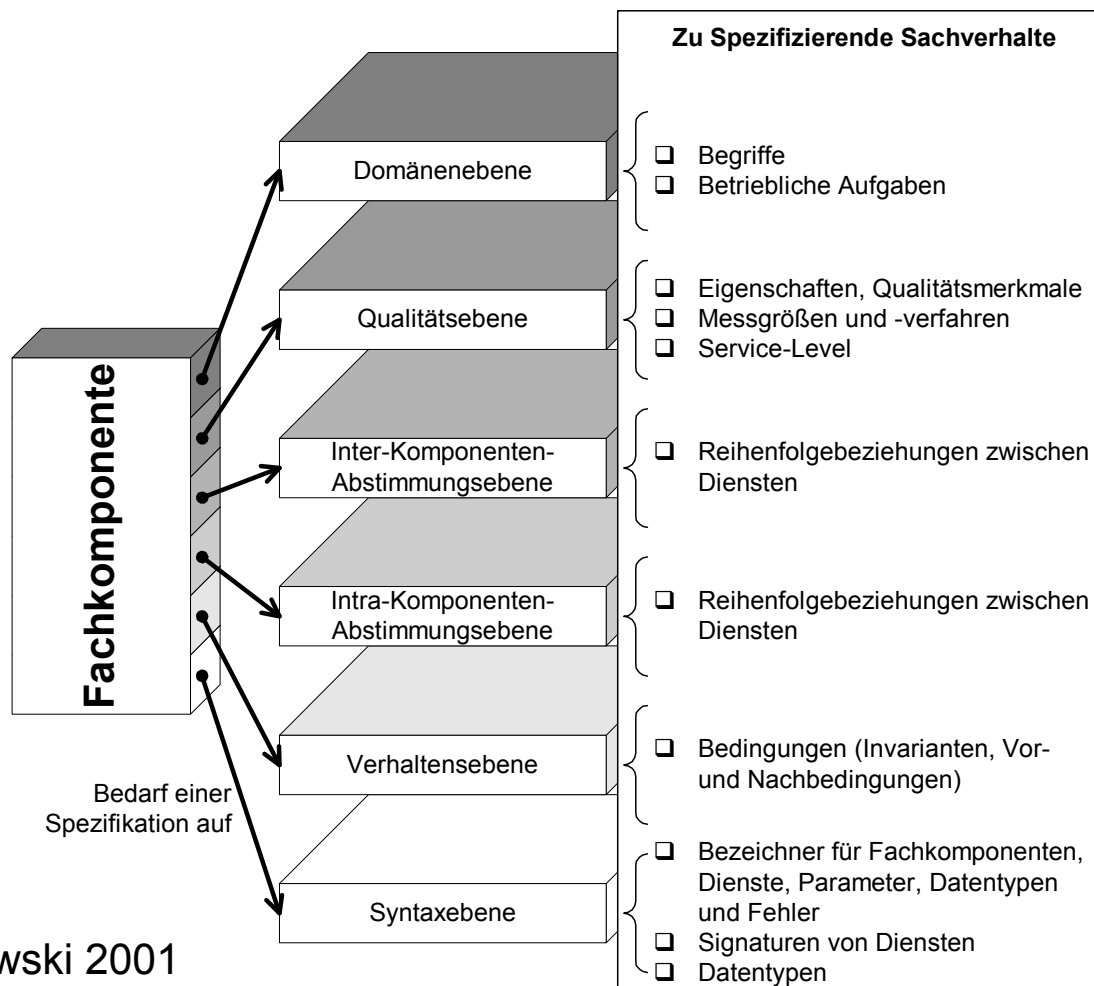 Zu Spezifizierende Sachverhalte
Fachkomponente
Bedarf einer
Spezifikation auf
Domänenebene
❑ Begriffe
❑ Betriebliche Aufgaben
Qualitätsebene
❑ Eigenschaften, Qualitätsmerkmale
❑ Messgrößen und -verfahren
❑ Service-Level
Inter-Komponenten-
Abstimmungsebene
❑ Reihenfolgebeziehungen zwischen
Diensten
Intra-Komponenten-
Abstimmungsebene
❑ Reihenfolgebeziehungen zwischen
Diensten
Verhaltensebene
❑ Bedingungen (Invarianten, Vor-
und Nachbedingungen)
Syntaxebene
❑ Bezeichner für Fachkomponenten,
Dienste, Parameter, Datentypen
und Fehler
❑ Signaturen von Diensten
❑ Datentypen
wski 2001